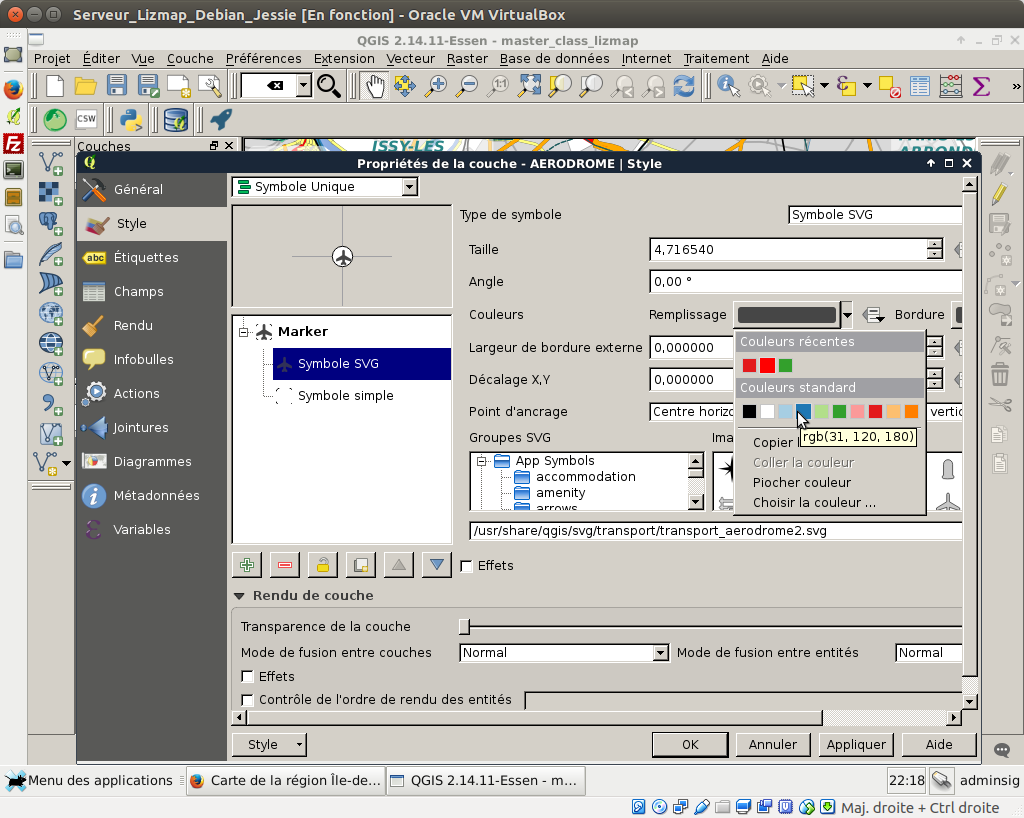 Serveur_Lizmap_Debian_Jessie [En fonction] - Oracle VM VirtualBox
QGIS 2.14.11-Essen - master_class_lizmap
Projet Éditer Vue Couche Préférences Extension Vecteur Raster Base de données Internet Traitement Aide
CSW
Couches
ISSY-LES
Propriétés de la couche - AERODROME | Style
Général
Style
abc Étiquettes
Champs
Rendu
Infobulles
Actions
Jointures
Diagrammes
Métadonnées
Variables
Symbole Unique
Marker
Symbole SVG
Symbole simple
Type de symbole
Symbole SVG
Taille
4,716540
Angle
0,00 °
Couleurs
Remplissage
Bordure
Largeur de bordure externe
0,000000
Décalage X,Y
0,000000
Point d'ancrage
Centre horizo
vertic
Couleurs récentes
Couleurs standard
rgb(31, 120, 180)
Copier
Coller la couleur
Piocher couleur
Choisir la couleur ...
Groupes SVG
Ima
App Symbols
accommodation
amenity
arrows
/usr/share/qgis/svg/transport/transport_aerodrome2.svg
Effets
Rendu de couche
Transparence de la couche
Mode de fusion entre couches
Normal
Mode de fusion entre entités
Normal
Effets
Contrôle de l'ordre de rendu des entités
Style
OK
Annuler
Appliquer
Aide
Menu des applications
Carte de la région Île-de...
QGIS 2.14.11-Essen - m...
22:18
adminsig
Maj. droite + Ctrl droite